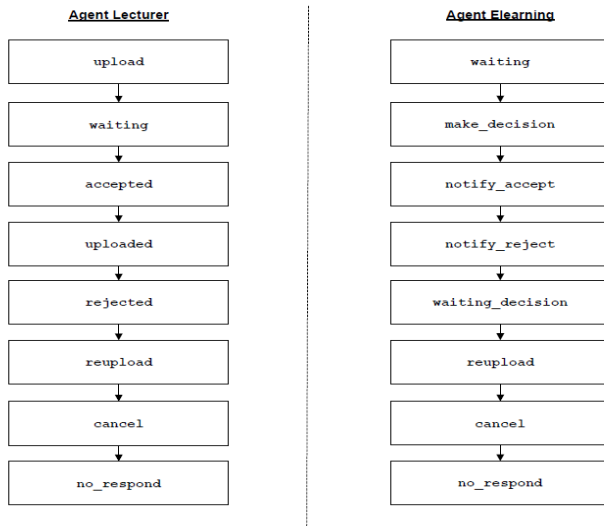 Agent Lecturer
upload
waiting
accepted
uploaded
rejected
reupload
cancel
no_respond
Agent Elearning
waiting
make_decision
notify_accept
notify_reject
waiting_decision
reupload
cancel
no_respond